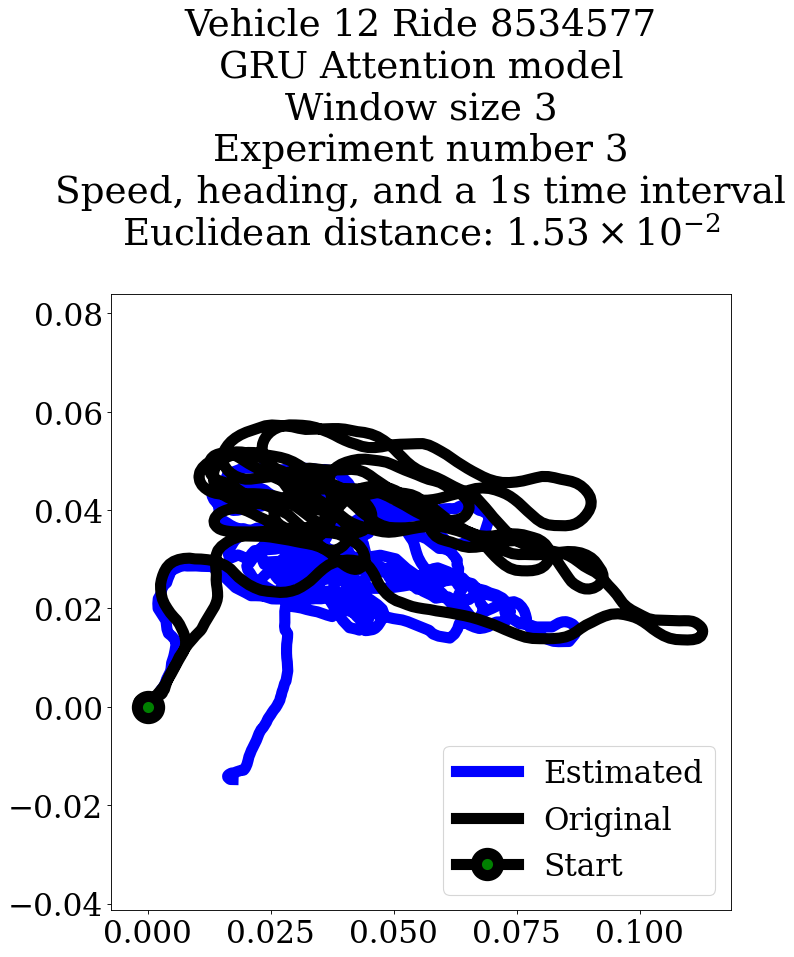 Vehicle 12 Ride 8534577
GRU Attention model
Window size 3
Experiment number 3
Speed, heading, and a 1s time interval
Euclidean distance: 1.53 × 10⁻²
0.08
0.06
0.04
0.02
0.00
−0.02
−0.04
0.000 0.025 0.050 0.075 0.100
Estimated
Original
Start